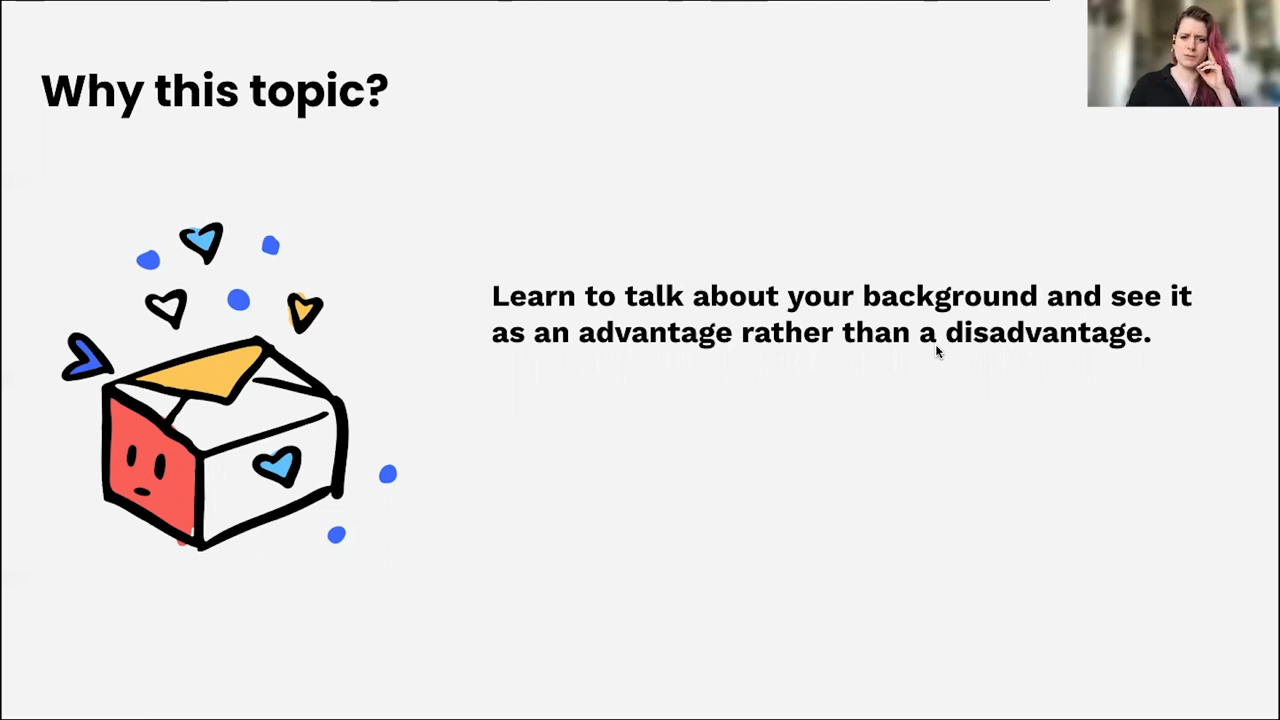 Why this topic?
Learn to talk about your background and see it
as an advantage rather than a disadvantage.